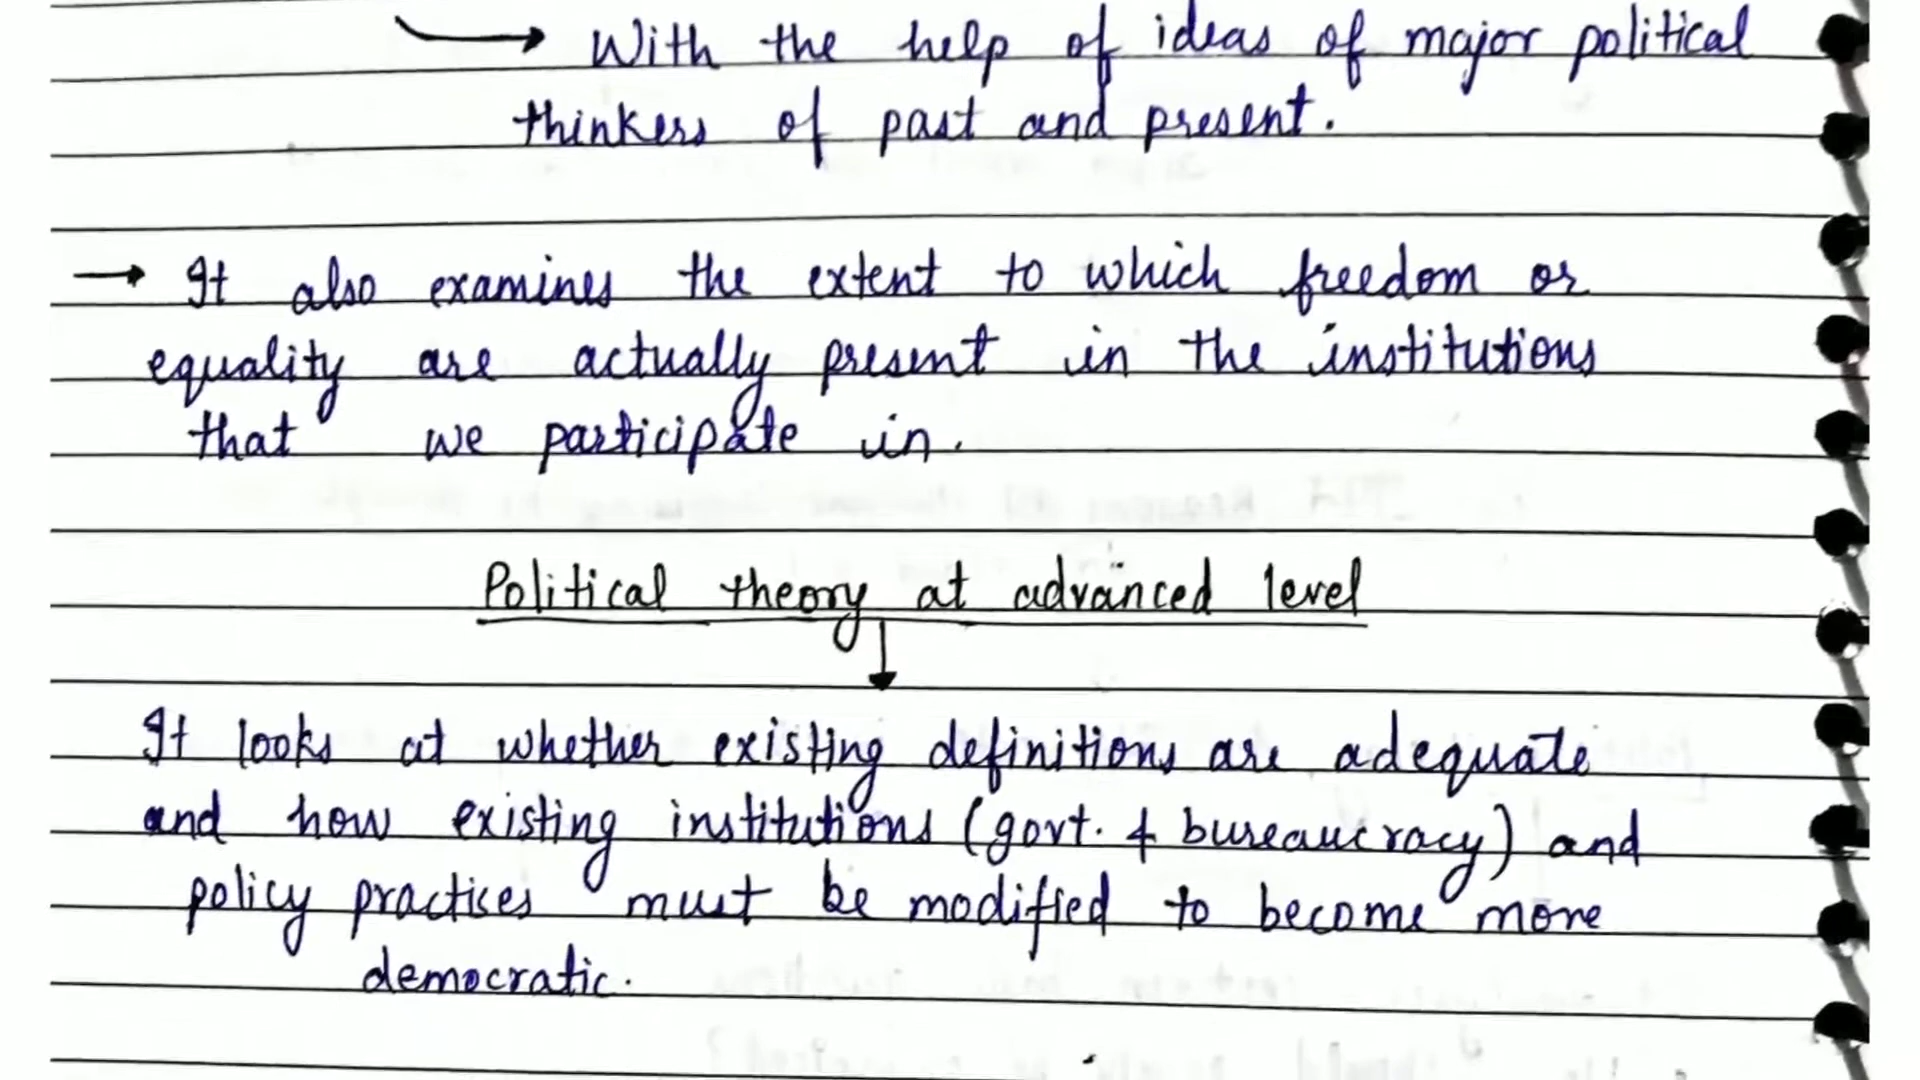 With the help of ideas of major political
thinkers of past and present.
→ It also examines the extent to which freedom or
equality are actually present in the institutions
that we participate in.
Political theory at advanced level
It looks at whether existing definitions are adequate
and how existing institutions (govt. & bureaucracy) and
policy practises must be modified to become more
democratic.